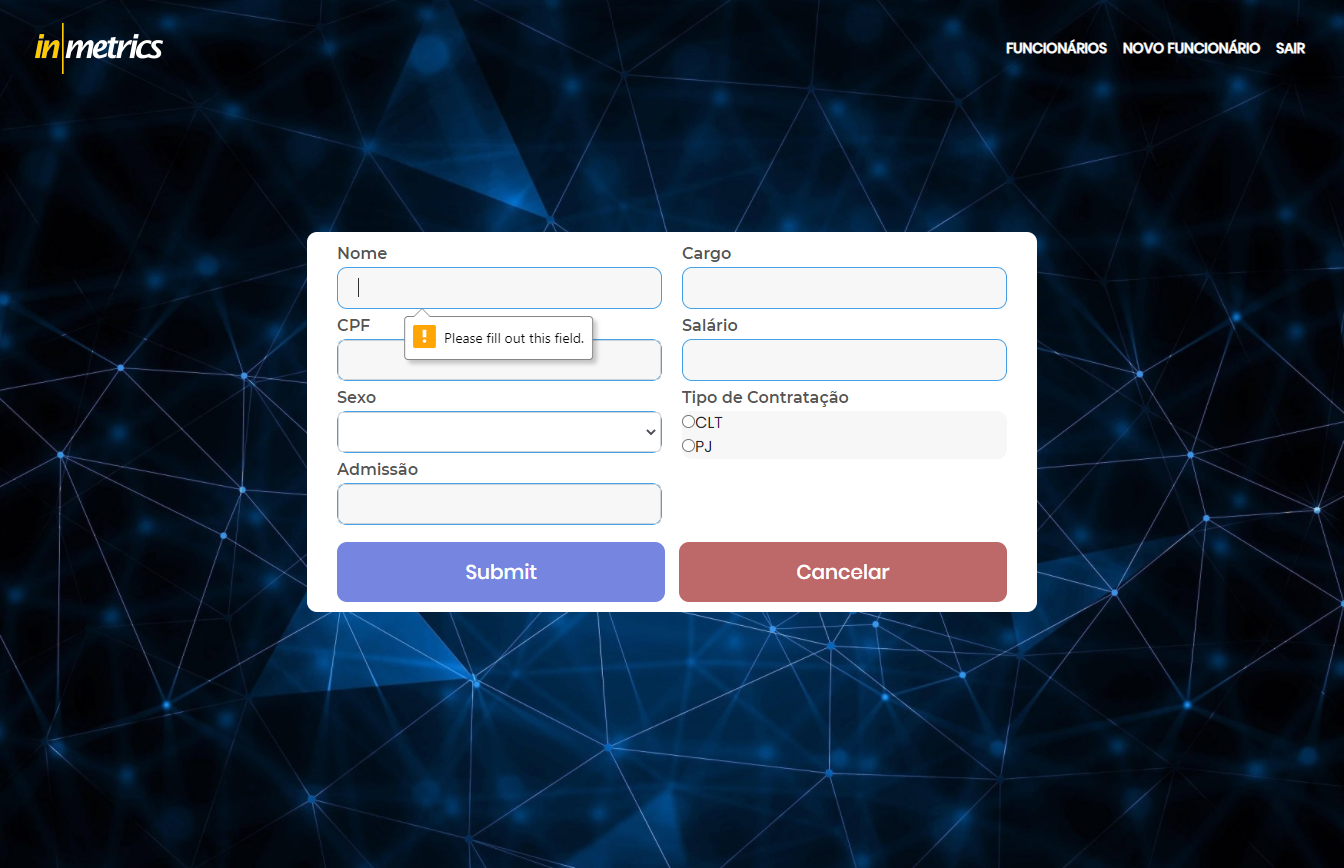 in|metrics
FUNCIONÁRIOS NOVO FUNCIONÁRIO SAIR
Nome
Cargo
Please fill out this field.
CPF
Salário
Sexo
Tipo de Contratação
CLT
PJ
Admissão
Submit
Cancelar